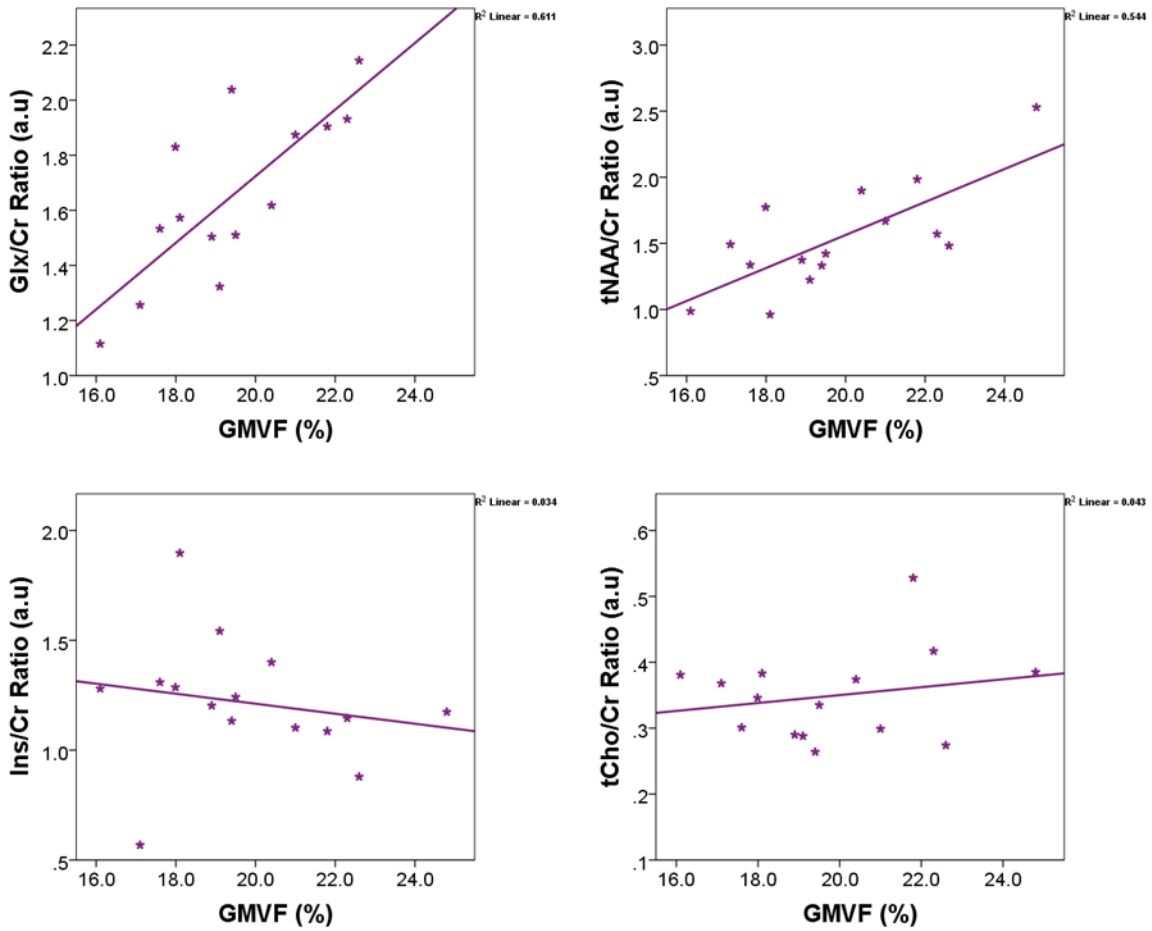 R² Linear = 0.611
Glx/Cr Ratio (a.u)
2.2
2.0
1.8
1.6
1.4
1.2
1.0
16.0 18.0 20.0 22.0 24.0
GMVF (%)
R² Linear = 0.544
tNAA/Cr Ratio (a.u)
3.0
2.5
2.0
1.5
1.0
.5
16.0 18.0 20.0 22.0 24.0
GMVF (%)
R² Linear = 0.034
Ins/Cr Ratio (a.u)
2.0
1.5
1.0
.5
16.0 18.0 20.0 22.0 24.0
GMVF (%)
R² Linear = 0.043
tCho/Cr Ratio (a.u)
.6
.5
.4
.3
.2
.1
16.0 18.0 20.0 22.0 24.0
GMVF (%)